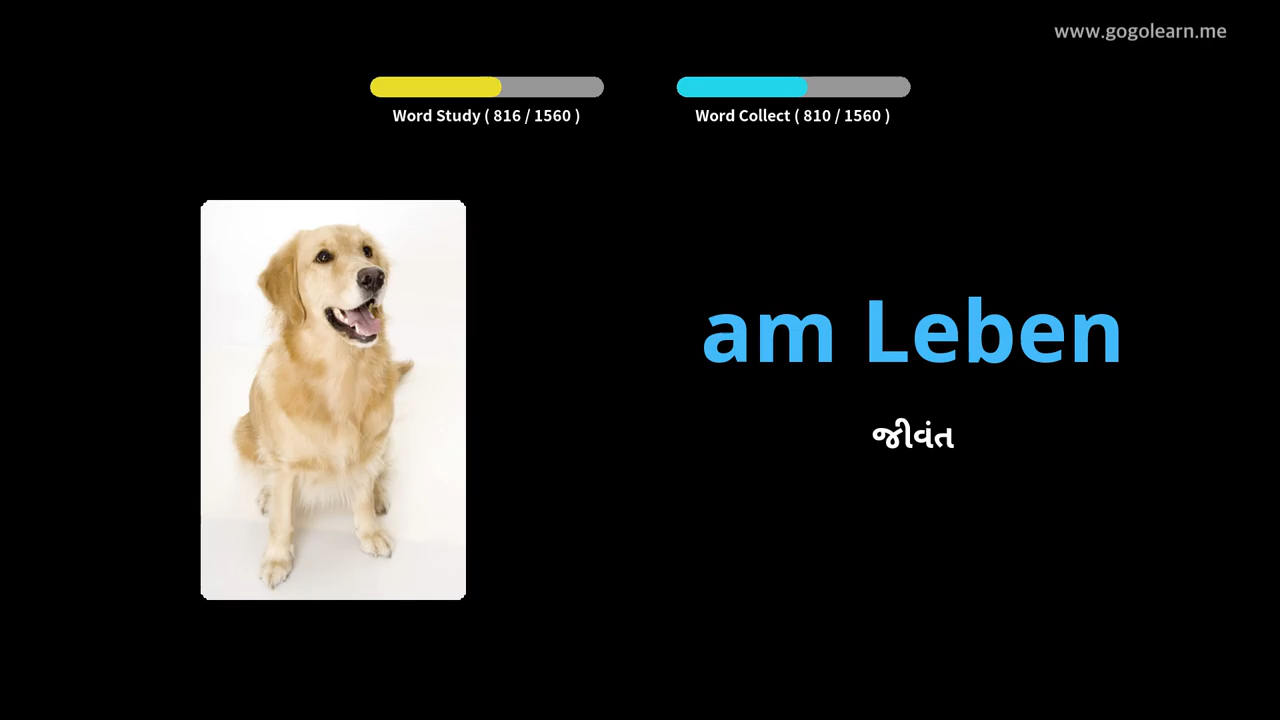 www.gogolearn.me
Word Study ( 816 / 1560 )
Word Collect ( 810 / 1560 )
am Leben
જીવંત